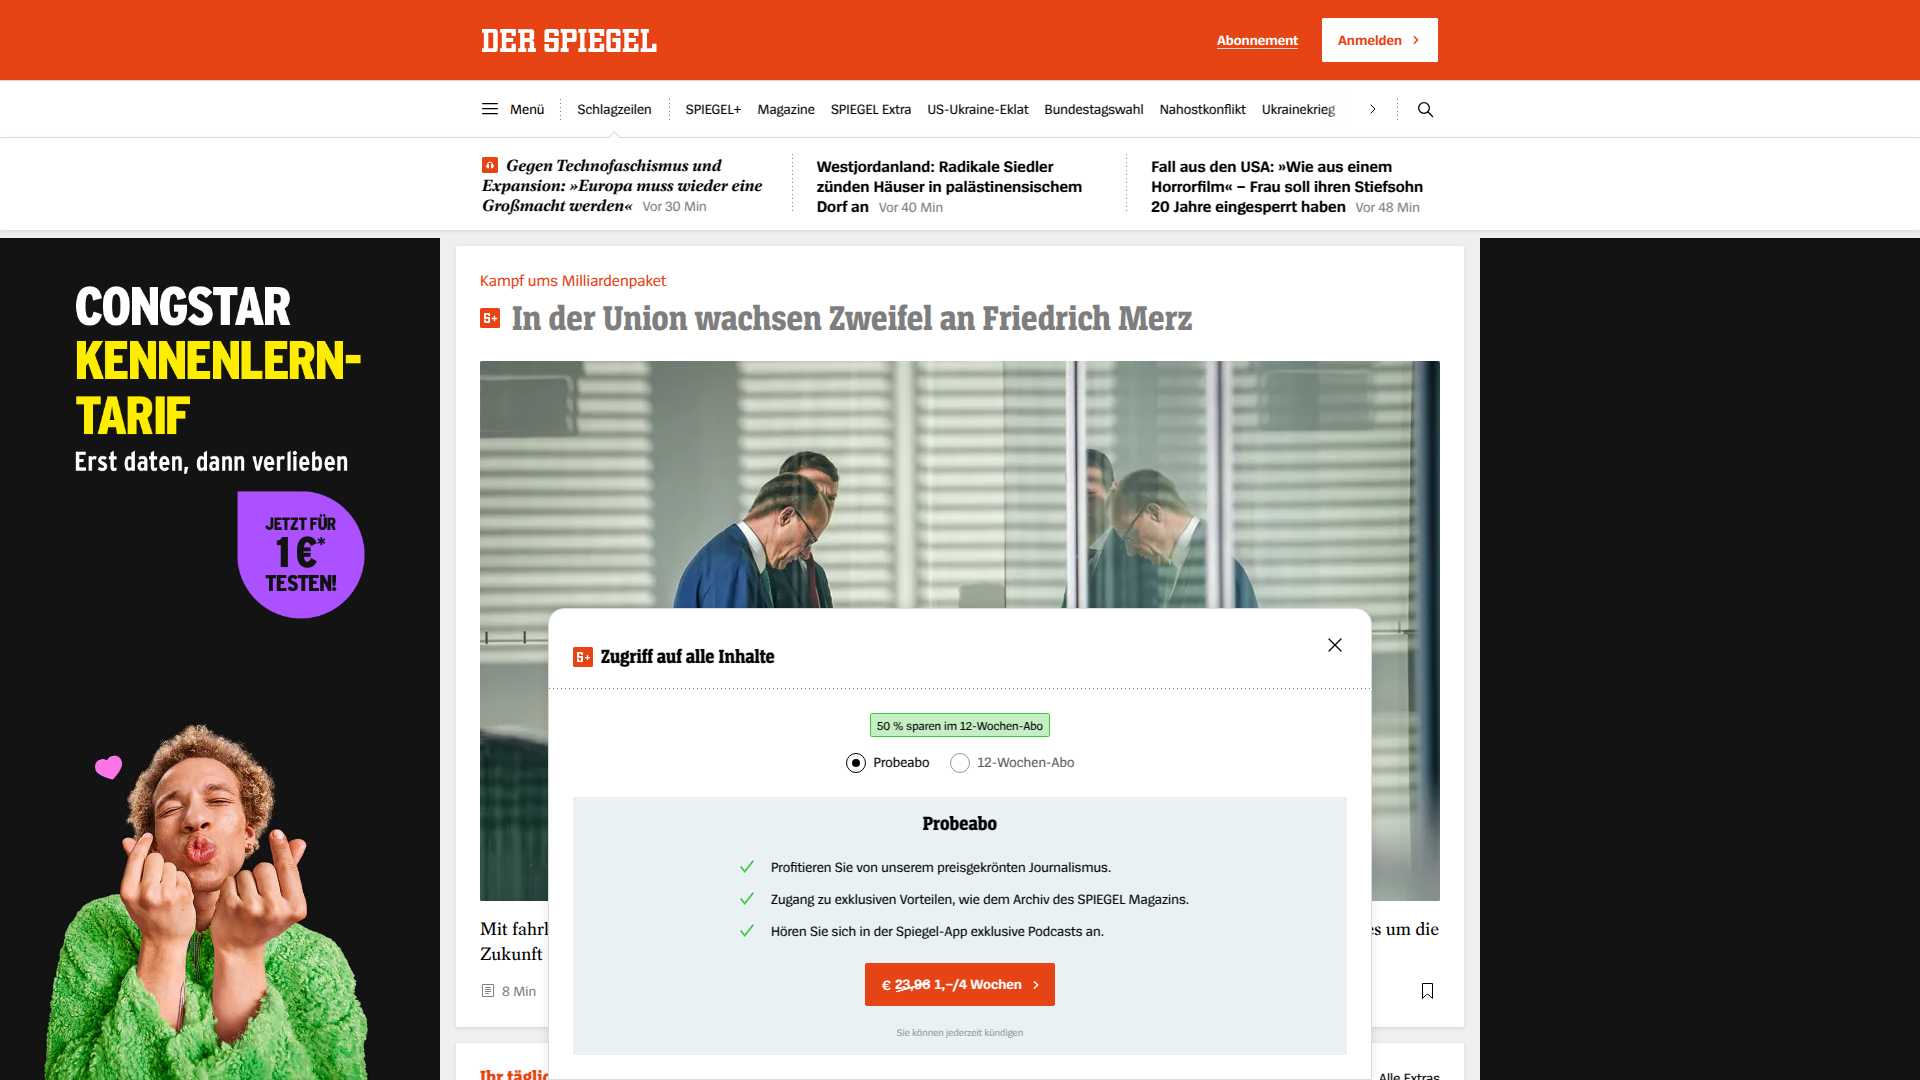 DER SPIEGEL
Abonnement
Anmelden
Menü
Schlagzeilen
SPIEGEL+
Magazine
SPIEGEL Extra
US-Ukraine-Eklat
Bundestagswahl
Nahostkonflikt
Ukrainekrieg
Gegen Technofaschismus und
Expansion: »Europa muss wieder eine
Großmacht werden« Vor 30 Min
Westjordanland: Radikale Siedler
zünden Häuser in palästinensischem
Dorf an Vor 40 Min
Fall aus den USA: »Wie aus einem
Horrorfilm« – Frau soll ihren Stiefsohn
20 Jahre eingesperrt haben Vor 48 Min
CONGSTAR
KENNENLERN-
TARIF
Erst daten, dann verlieben
JETZT FÜR
1 €*
TESTEN!
Kampf ums Milliardenpaket
S+ In der Union wachsen Zweifel an Friedrich Merz
S+ Zugriff auf alle Inhalte
50 % sparen im 12-Wochen-Abo
Probeabo
12-Wochen-Abo
Probeabo
Profitieren Sie von unserem preisgekrönten Journalismus.
Zugang zu exklusiven Vorteilen, wie dem Archiv des SPIEGEL Magazins.
Hören Sie sich in der Spiegel-App exklusive Podcasts an.
€ 23,96 1,–/4 Wochen
Sie können jederzeit kündigen
Mit
um die
Zukunft
8 Min
Alle Extras